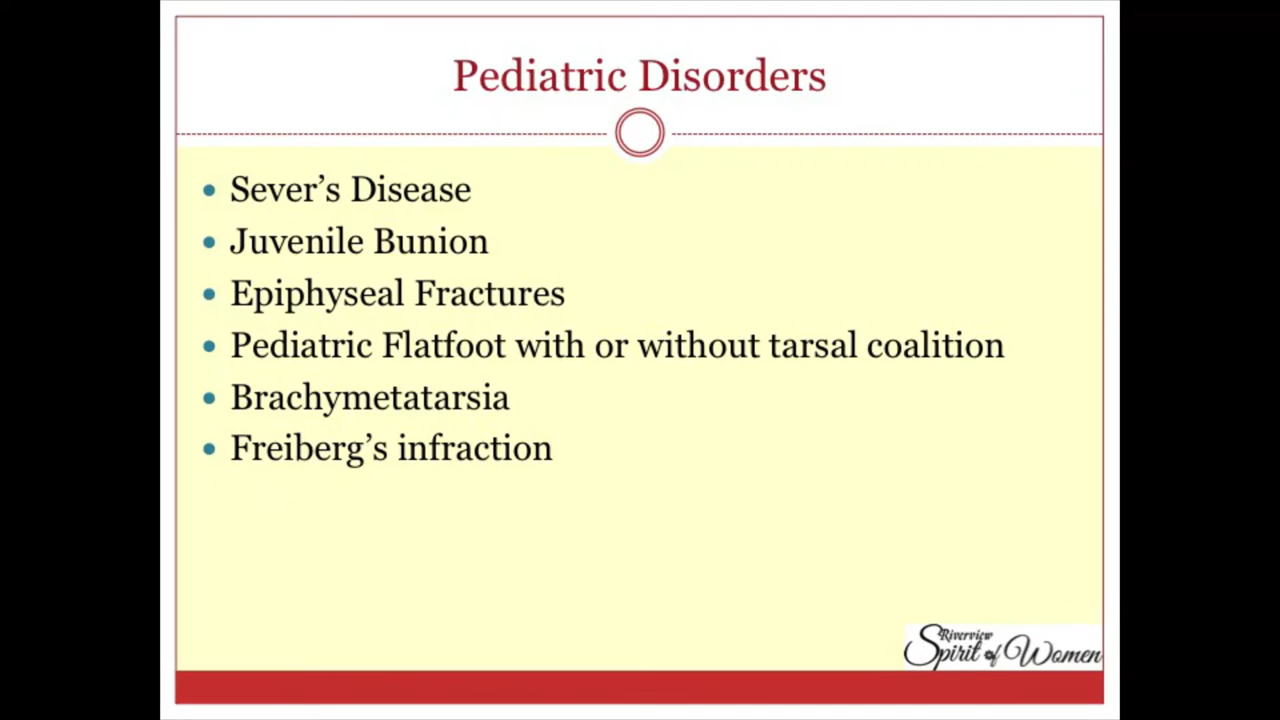 Pediatric Disorders
• Sever’s Disease
• Juvenile Bunion
• Epiphyseal Fractures
• Pediatric Flatfoot with or without tarsal coalition
• Brachymetatarsia
• Freiberg’s infraction
Riverview
Spirit of Women